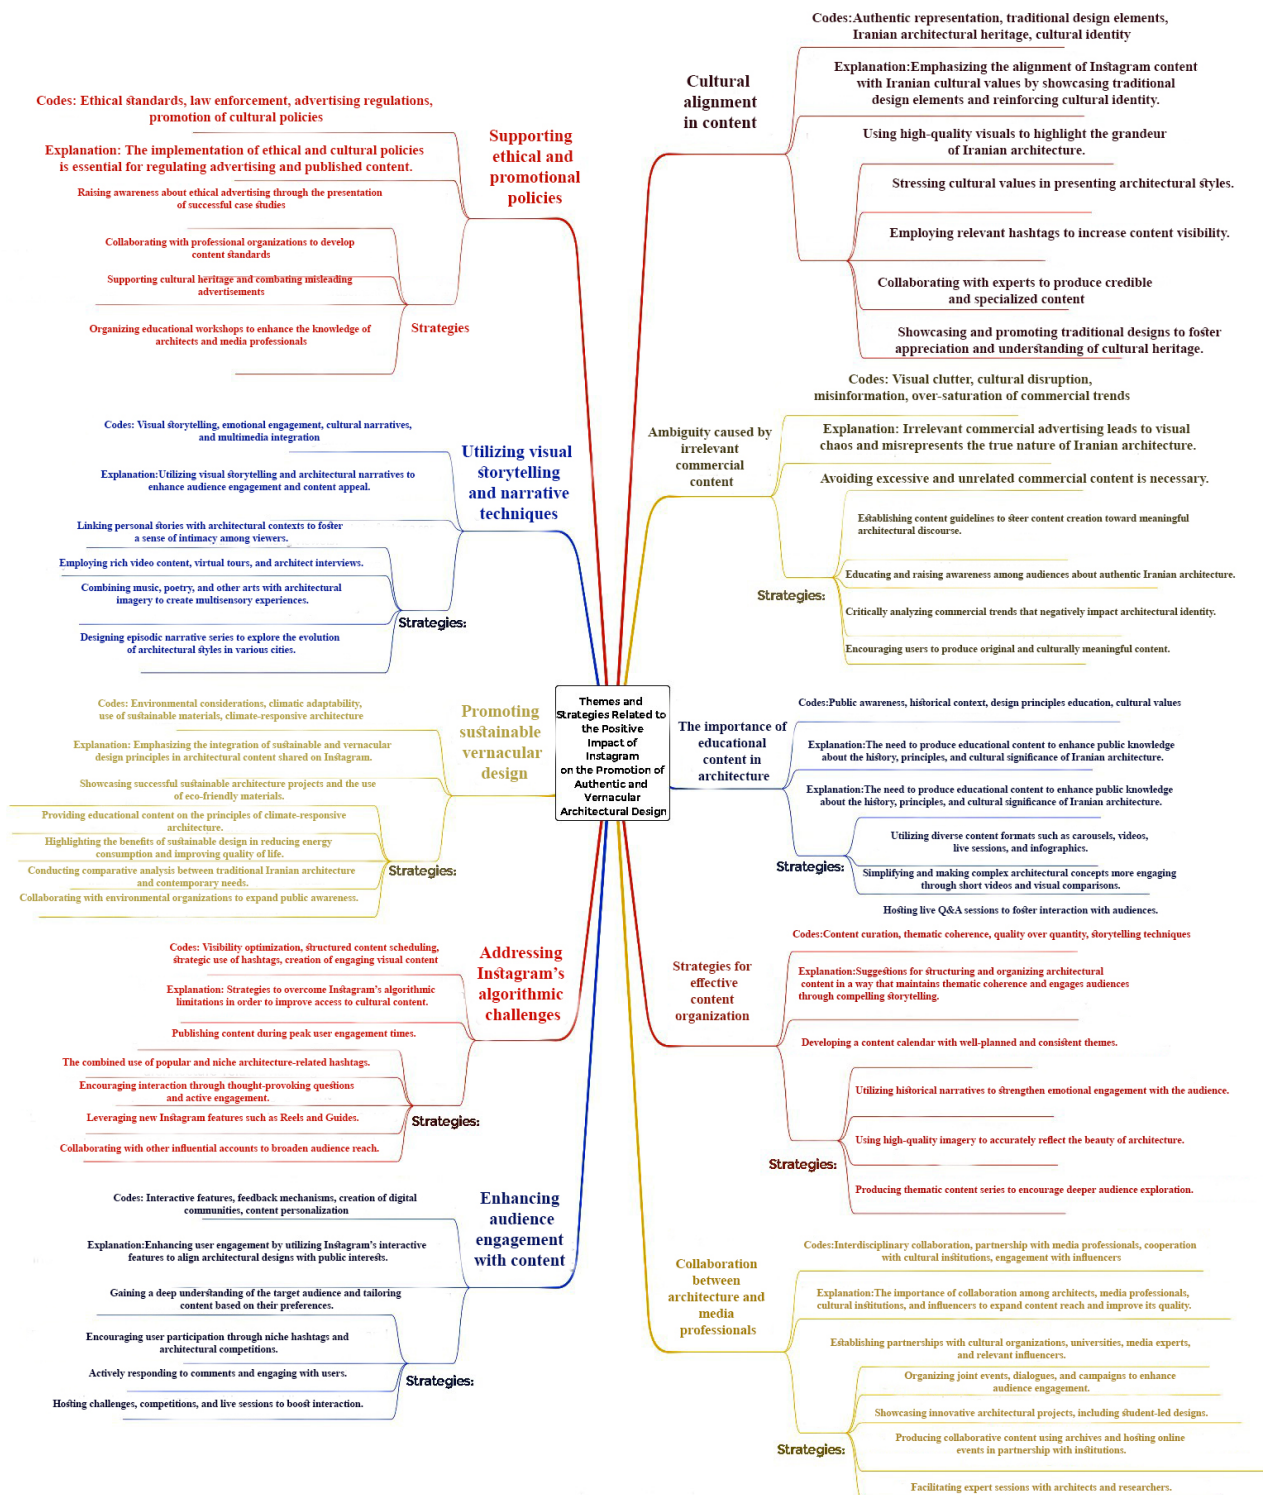 Themes and
Strategies Related to
the Positive
Impact of
Instagram
on the Promotion of
Authentic and
Vernacular
Architectural Design
Supporting
ethical and
promotional
policies
Codes: Ethical standards, law enforcement, advertising regulations,
promotion of cultural policies
Explanation: The implementation of ethical and cultural policies
is essential for regulating advertising and published content.
Raising awareness about ethical advertising through the presentation
of successful case studies
Collaborating with professional organizations to develop
content standards
Supporting cultural heritage and combating misleading
advertisements
Organizing educational workshops to enhance the knowledge of
architects and media professionals
Strategies
Utilizing visual
storytelling
and narrative
techniques
Codes: Visual storytelling, emotional engagement, cultural narratives,
and multimedia integration
Explanation:Utilizing visual storytelling and architectural narratives to
enhance audience engagement and content appeal.
Linking personal stories with architectural contexts to foster
a sense of intimacy among viewers.
Employing rich video content, virtual tours, and architect interviews.
Combining music, poetry, and other arts with architectural
imagery to create multisensory experiences.
Designing episodic narrative series to explore the evolution
of architectural styles in various cities.
Strategies:
Promoting
sustainable
vernacular
design
Codes: Environmental considerations, climatic adaptability,
use of sustainable materials, climate-responsive architecture
Explanation: Emphasizing the integration of sustainable and vernacular
design principles in architectural content shared on Instagram.
Showcasing successful sustainable architecture projects and the use
of eco-friendly materials.
Providing educational content on the principles of climate-responsive
architecture.
Highlighting the benefits of sustainable design in reducing energy
consumption and improving quality of life.
Conducting comparative analysis between traditional Iranian architecture
and contemporary needs.
Collaborating with environmental organizations to expand public awareness.
Strategies:
Addressing
Instagram's
algorithmic
challenges
Codes: Visibility optimization, structured content scheduling,
strategic use of hashtags, creation of engaging visual content
Explanation: Strategies to overcome Instagram's algorithmic
limitations in order to improve access to cultural content.
Publishing content during peak user engagement times.
The combined use of popular and niche architecture-related hashtags.
Encouraging interaction through thought-provoking questions
and active engagement.
Leveraging new Instagram features such as Reels and Guides.
Collaborating with other influential accounts to broaden audience reach.
Strategies:
Enhancing
audience
engagement
with content
Codes: Interactive features, feedback mechanisms, creation of digital
communities, content personalization
Explanation:Enhancing user engagement by utilizing Instagram's interactive
features to align architectural designs with public interests.
Gaining a deep understanding of the target audience and tailoring
content based on their preferences.
Encouraging user participation through niche hashtags and
architectural competitions.
Actively responding to comments and engaging with users.
Hosting challenges, competitions, and live sessions to boost interaction.
Strategies:
Cultural
alignment
in content
Codes:Authentic representation, traditional design elements,
Iranian architectural heritage, cultural identity
Explanation:Emphasizing the alignment of Instagram content
with Iranian cultural values by showcasing traditional
design elements and reinforcing cultural identity.
Using high-quality visuals to highlight the grandeur
of Iranian architecture.
Stressing cultural values in presenting architectural styles.
Employing relevant hashtags to increase content visibility.
Collaborating with experts to produce credible
and specialized content
Showcasing and promoting traditional designs to foster
appreciation and understanding of cultural heritage.
Ambiguity caused by
irrelevant
commercial
content
Codes: Visual clutter, cultural disruption,
misinformation, over-saturation of commercial trends
Explanation: Irrelevant commercial advertising leads to visual
chaos and misrepresents the true nature of Iranian architecture.
Avoiding excessive and unrelated commercial content is necessary.
Establishing content guidelines to steer content creation toward meaningful
architectural discourse.
Educating and raising awareness among audiences about authentic Iranian architecture.
Strategies:
Critically analyzing commercial trends that negatively impact architectural identity.
Encouraging users to produce original and culturally meaningful content.
The importance of
educational
content in
architecture
Codes:Public awareness, historical context, design principles education, cultural values
Explanation:The need to produce educational content to enhance public knowledge
about the history, principles, and cultural significance of Iranian architecture.
Explanation:The need to produce educational content to enhance public knowledge
about the history, principles, and cultural significance of Iranian architecture.
Utilizing diverse content formats such as carousels, videos,
live sessions, and infographics.
Strategies:
Simplifying and making complex architectural concepts more engaging
through short videos and visual comparisons.
Hosting live Q&A sessions to foster interaction with audiences.
Strategies for
effective
content
organization
Codes:Content curation, thematic coherence, quality over quantity, storytelling techniques
Explanation:Suggestions for structuring and organizing architectural
content in a way that maintains thematic coherence and engages audiences
through compelling storytelling.
Developing a content calendar with well-planned and consistent themes.
Utilizing historical narratives to strengthen emotional engagement with the audience.
Using high-quality imagery to accurately reflect the beauty of architecture.
Strategies:
Producing thematic content series to encourage deeper audience exploration.
Collaboration
between
architecture and
media
professionals
Codes:Interdisciplinary collaboration, partnership with media professionals, cooperation
with cultural institutions, engagement with influencers
Explanation:The importance of collaboration among architects, media professionals,
cultural institutions, and influencers to expand content reach and improve its quality.
Establishing partnerships with cultural organizations, universities, media experts,
and relevant influencers.
Organizing joint events, dialogues, and campaigns to enhance
audience engagement.
Showcasing innovative architectural projects, including student-led designs.
Producing collaborative content using archives and hosting online
events in partnership with institutions.
Strategies:
Facilitating expert sessions with architects and researchers.